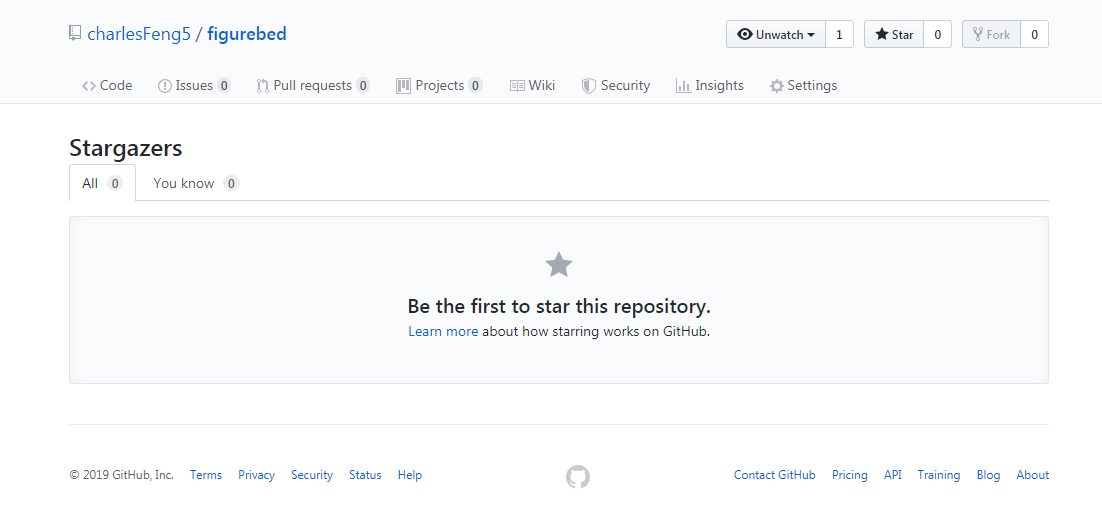 charlesFeng5 / figurebed
Unwatch 1 Star 0 Fork 0
Code Issues 0 Pull requests 0 Projects 0 Wiki Security Insights Settings
Stargazers
All 0 You know 0
Be the first to star this repository.
Learn more about how starring works on GitHub.
© 2019 GitHub, Inc. Terms Privacy Security Status Help Contact GitHub Pricing API Training Blog About